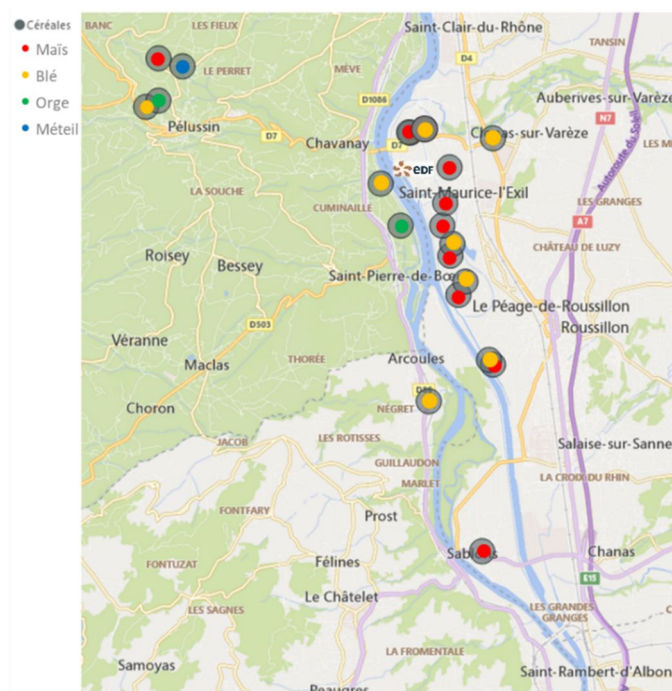 Céréales
Maïs
Blé
Orge
Méteil
BANC
LES FIEUX
Saint-Clair-du-Rhône
TANSIN
D4
LE PERRET
MÈVE
D1086
Auberives-sur-Varèze
N7
Pélussin
D7
Chavanay
D7
Autoroute du Soleil
EDF
LA SOUCHE
CUMINAILLE
Saint-Maurice-l'Exil
LES GRANGES
A7
Roisey
Bessey
CHÂTEAU DE LUZY
Saint-Pierre-de-Bœuf
Le Péage-de-Roussillon
D503
Roussillon
Véranne
Maclas
THORÉE
Arcoules
Choron
NÉGRET
JACOB
LES ROTISSES
Salaise-sur-Sanne
GUILLAUDON
MARLET
LA CROIX DU RHIN
FONTFARY
Prost
Chanas
FONTUZAT
Félines
E15
Le Châtelet
LES SAGNES
LES GRANDES
GRANGES
LA FROMENTALE
Samoyas
Saint-Rambert-d'Albon
Peaugres